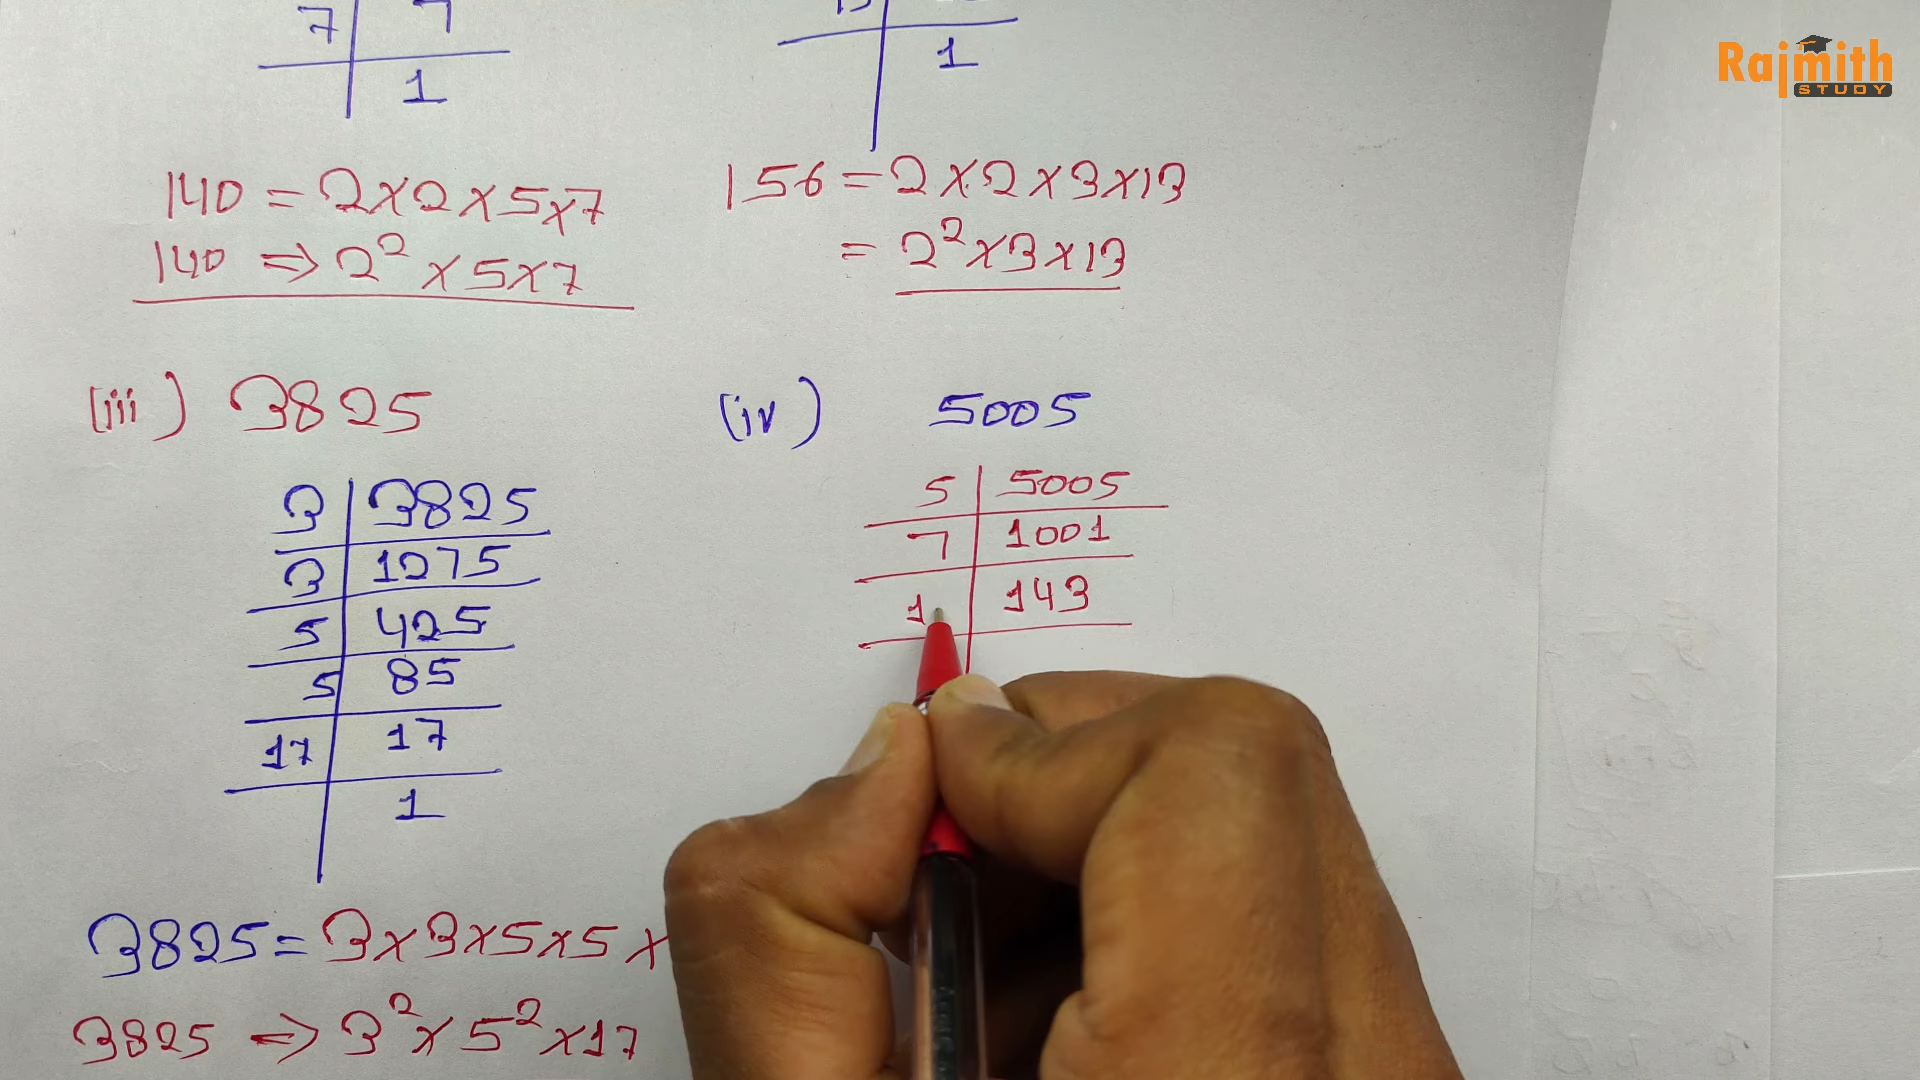 7 | 7
1
1
Rajmith
STUDY
140 = 2×2×5×7
140 ⇒ 2² × 5×7
156 = 2×2×3×13
= 2²×3×13
(iii) 3825
3 | 3825
3 | 1275
5 | 425
5 | 85
17 | 17
1
3825 = 3×3×5×5×
3825 ⇒ 3²×5²×17
(iv) 5005
5 | 5005
7 | 1001
1 | 143